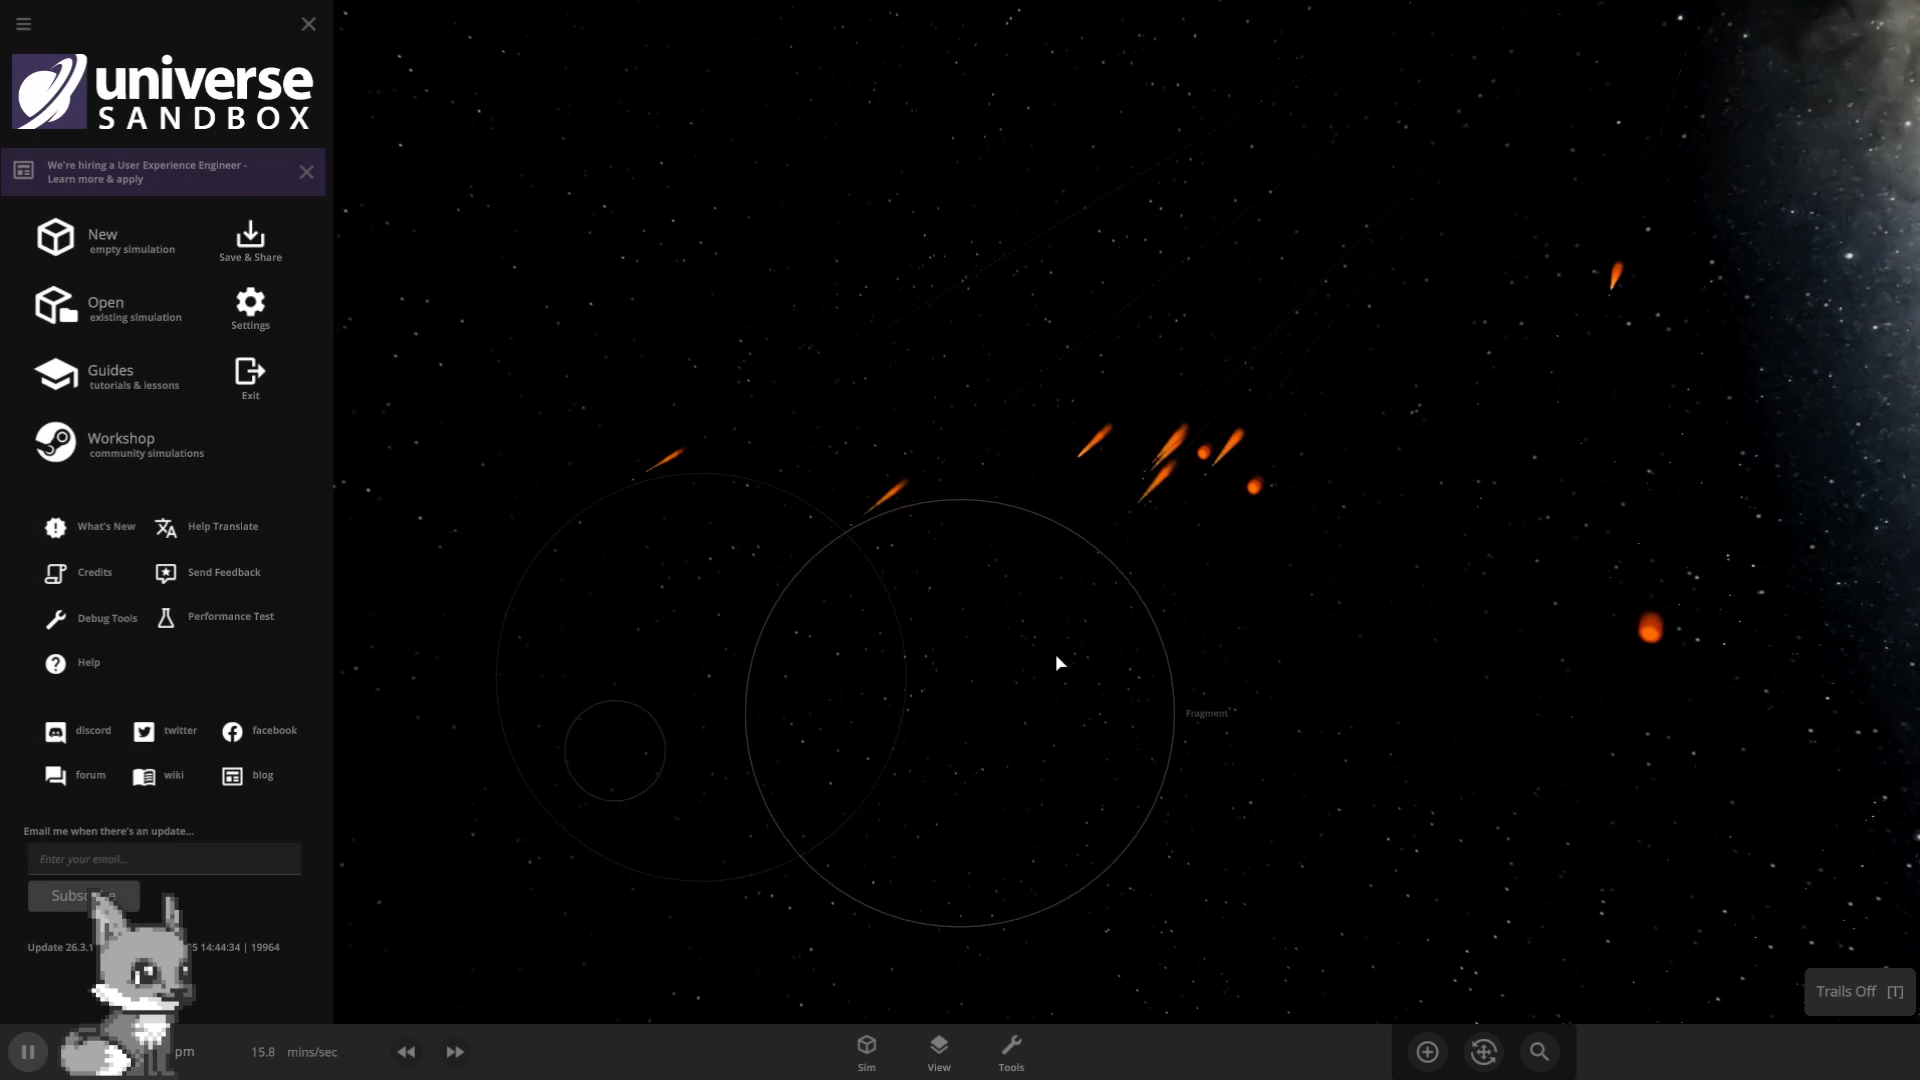 universe
SANDBOX
We're hiring a User Experience Engineer -
Learn more & apply
New
empty simulation
Save & Share
Open
existing simulation
Settings
Guides
tutorials & lessons
Exit
Workshop
community simulations
What's New
Help Translate
Credits
Send Feedback
Debug Tools
Performance Test
Help
discord
twitter
facebook
forum
wiki
blog
Email me when there's an update...
Enter your email...
Update 26.3.1 15 14:44:34 | 19964
Fragment
Trails Off [T]
pm
15.8 mins/sec
Sim
View
Tools